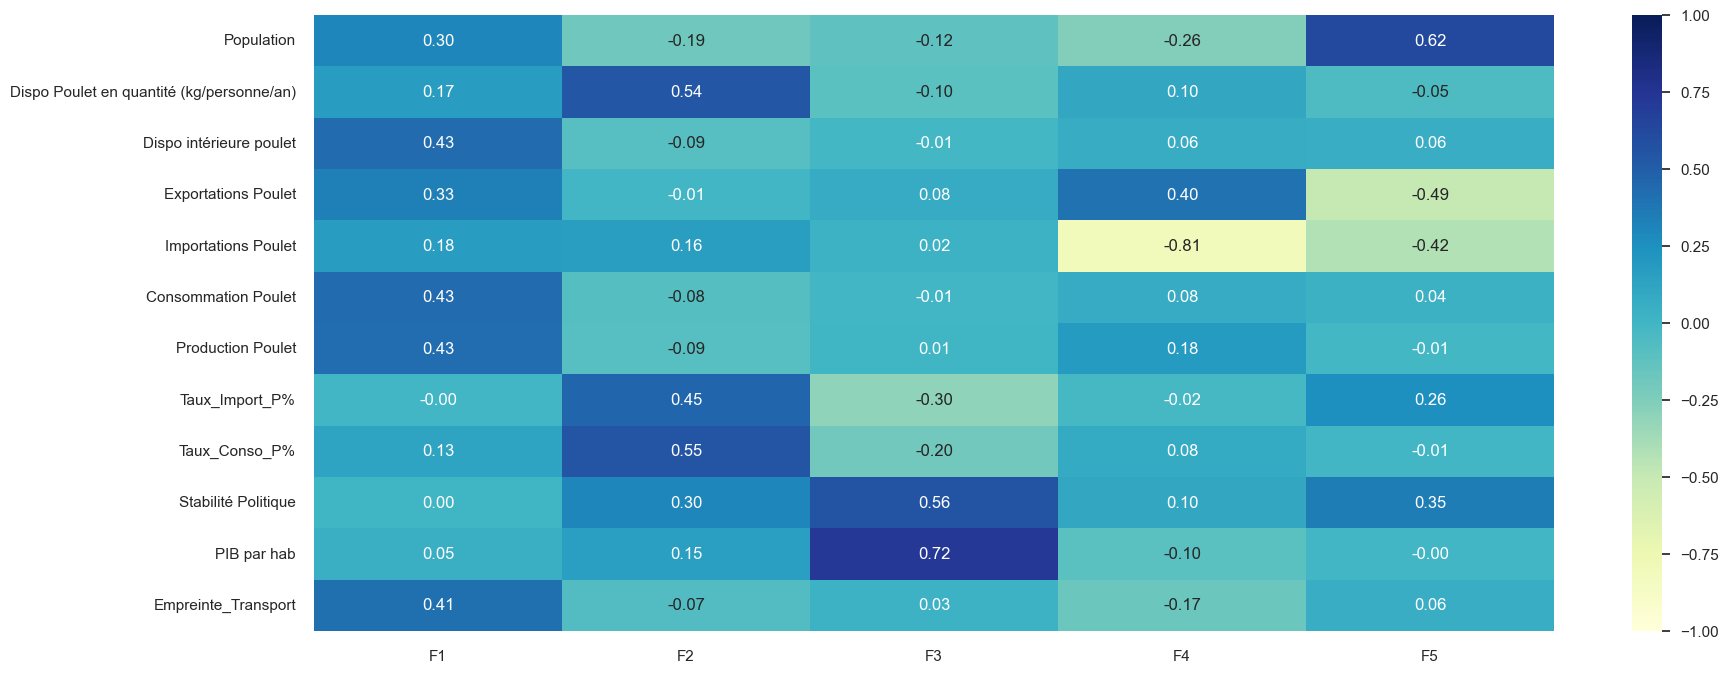 Population 0.30 -0.19 -0.12 -0.26 0.62
Dispo Poulet en quantité (kg/personne/an) 0.17 0.54 -0.10 0.10 -0.05
Dispo intérieure poulet 0.43 -0.09 -0.01 0.06 0.06
Exportations Poulet 0.33 -0.01 0.08 0.40 -0.49
Importations Poulet 0.18 0.16 0.02 -0.81 -0.42
Consommation Poulet 0.43 -0.08 -0.01 0.08 0.04
Production Poulet 0.43 -0.09 0.01 0.18 -0.01
Taux_Import_P% -0.00 0.45 -0.30 -0.02 0.26
Taux_Conso_P% 0.13 0.55 -0.20 0.08 -0.01
Stabilité Politique 0.00 0.30 0.56 0.10 0.35
PIB par hab 0.05 0.15 0.72 -0.10 -0.00
Empreinte_Transport 0.41 -0.07 0.03 -0.17 0.06
F1 F2 F3 F4 F5
1.00
0.75
0.50
0.25
0.00
−0.25
−0.50
−0.75
−1.00